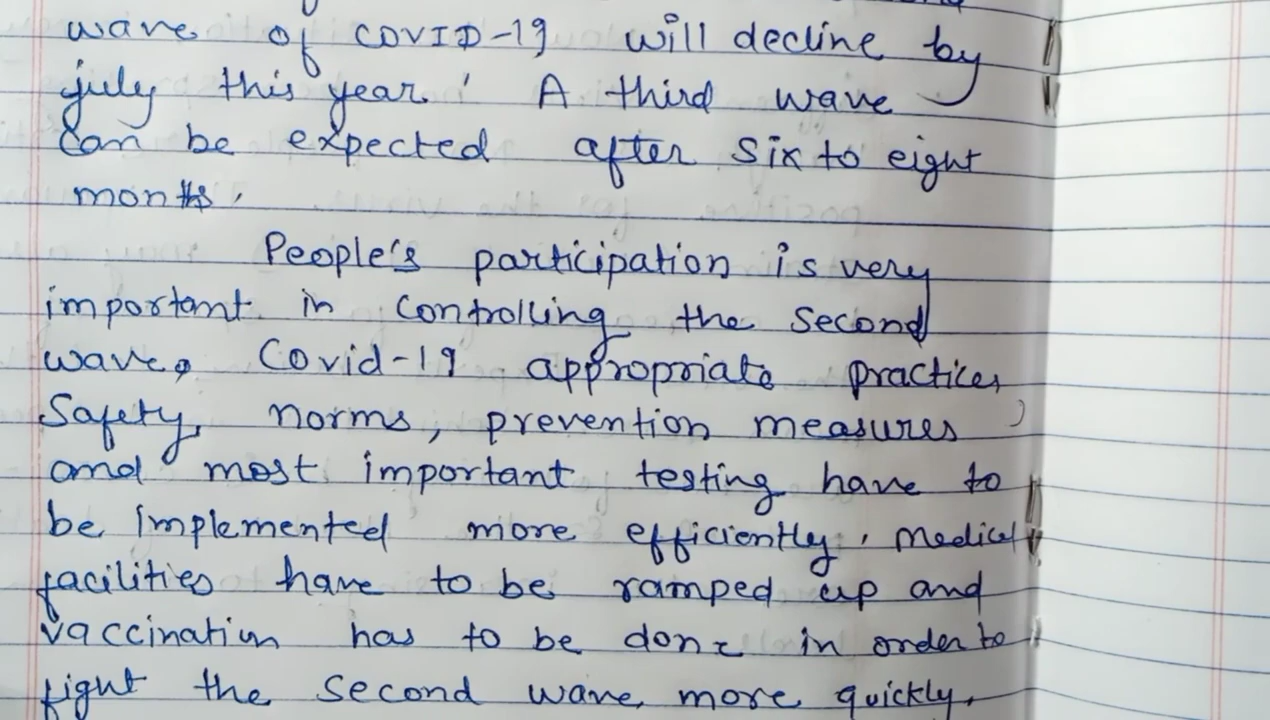 wave of COVID-19 will decline by
july this year. A third wave
can be expected after six to eight
months.
People's participation is very
important in controlling the second
wave. Covid-19 appropriate practices,
Safety, norms, prevention measures
and most important testing have to
be implemented more efficiently. Medical
facilities have to be ramped up and
vaccination has to be done in order to
fight the second wave more quickly.